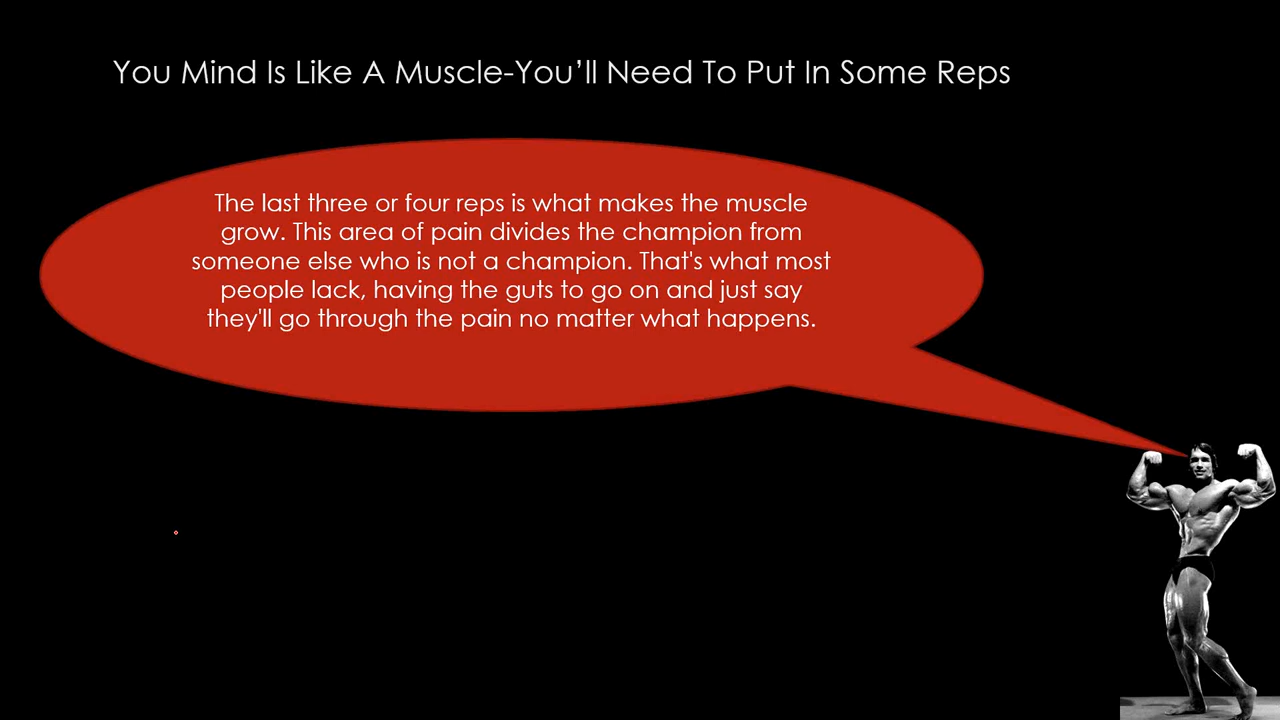 You Mind Is Like A Muscle-You’ll Need To Put In Some Reps
The last three or four reps is what makes the muscle
grow. This area of pain divides the champion from
someone else who is not a champion. That's what most
people lack, having the guts to go on and just say
they'll go through the pain no matter what happens.